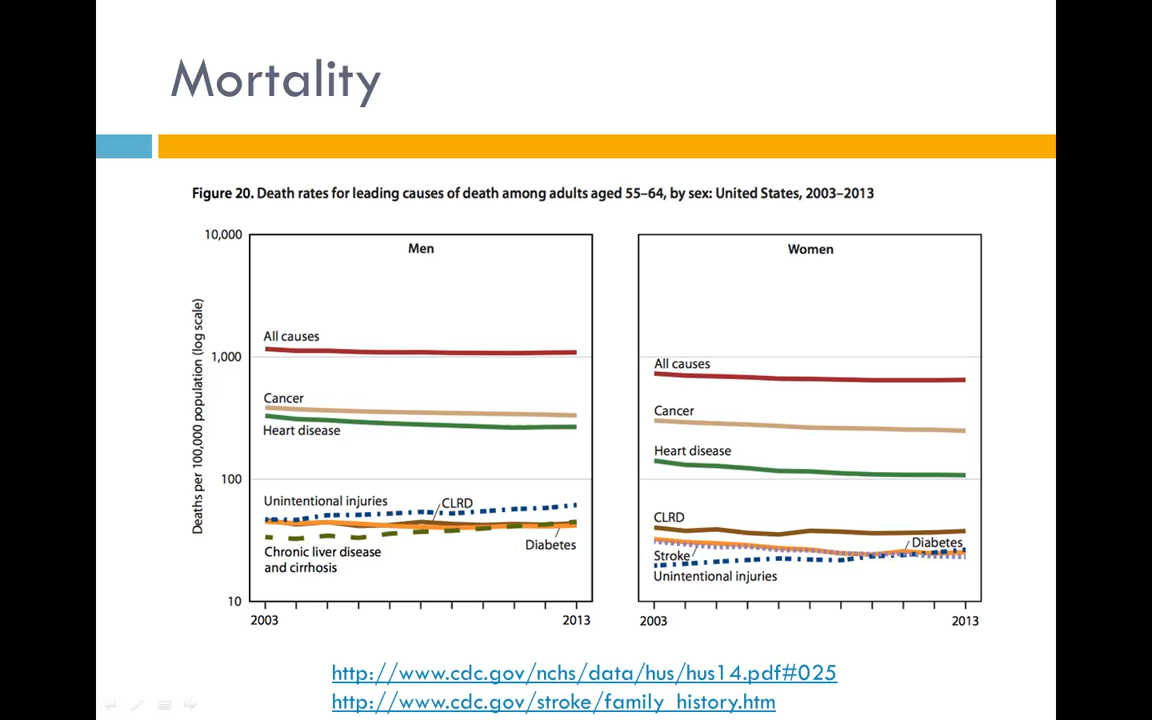 Mortality
Figure 20. Death rates for leading causes of death among adults aged 55–64, by sex: United States, 2003–2013
Deaths per 100,000 population (log scale)
10,000
1,000
100
10
Men
All causes
Cancer
Heart disease
Unintentional injuries
CLRD
Diabetes
Chronic liver disease
and cirrhosis
2003
2013
Women
All causes
Cancer
Heart disease
CLRD
Diabetes
Stroke
Unintentional injuries
2003
2013
http://www.cdc.gov/nchs/data/hus/hus14.pdf#025
http://www.cdc.gov/stroke/family_history.htm